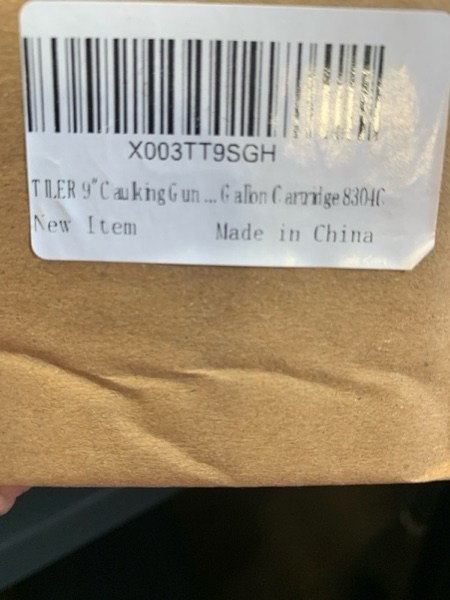 X003TT9SGH
TILER 9" Caulking Gun ... Gallon Cartridge 8304C
New Item Made in China